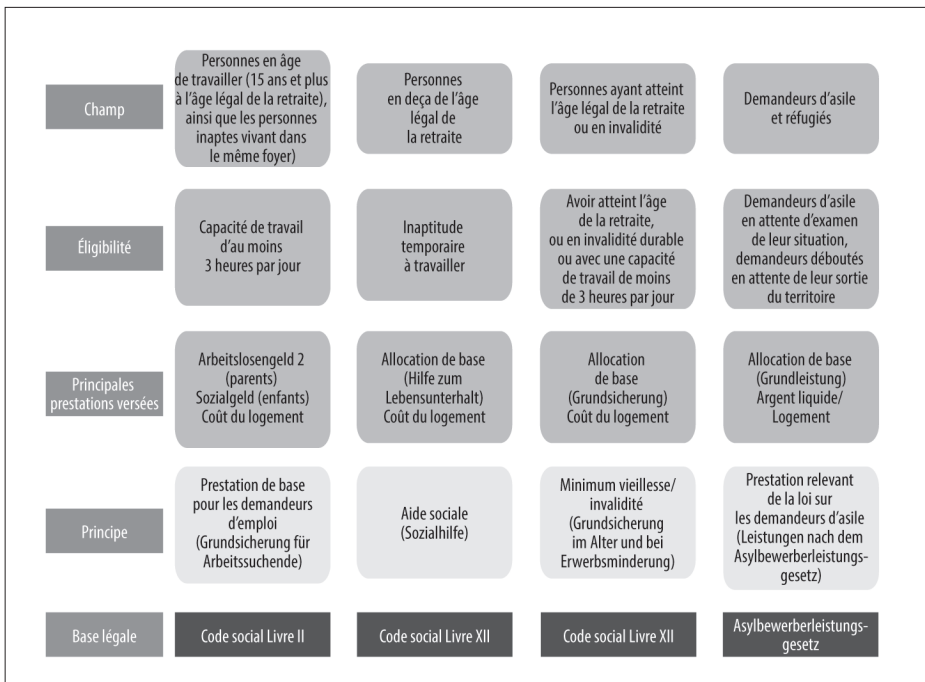 Champ
Personnes en âge
de travailler (15 ans et plus
à l'âge légal de la retraite),
ainsi que les personnes
inaptes vivant dans
le même foyer)
Personnes
en deça de l'âge
légal de
la retraite
Personnes ayant atteint
l'âge légal de la retraite
ou en invalidité
Demandeurs d'asile
et réfugiés
Éligibilité
Capacité de travail
d'au moins
3 heures par jour
Inaptitude
temporaire
à travailler
Avoir atteint l'âge
de la retraite,
ou en invalidité durable
ou avec une capacité
de travail de moins
de 3 heures par jour
Demandeurs d'asile
en attente d'examen
de leur situation,
demandeurs déboutés
en attente de leur sortie
du territoire
Principales
prestations versées
Arbeitslosengeld 2
(parents)
Sozialgeld (enfants)
Coût du logement
Allocation de base
(Hilfe zum
Lebensunterhalt)
Coût du logement
Allocation
de base
(Grundsicherung)
Coût du logement
Allocation de base
(Grundleistung)
Argent liquide/
Logement
Principe
Prestation de base
pour les demandeurs
d'emploi
(Grundsicherung für
Arbeitssuchende)
Aide sociale
(Sozialhilfe)
Minimum vieillesse/
invalidité
(Grundsicherung
im Alter und bei
Erwerbsminderung)
Prestation relevant
de la loi sur
les demandeurs d'asile
(Leistungen nach dem
Asylbewerberleistungs-
gesetz)
Base légale
Code social Livre II
Code social Livre XII
Code social Livre XII
Asylbewerberleistungs-
gesetz